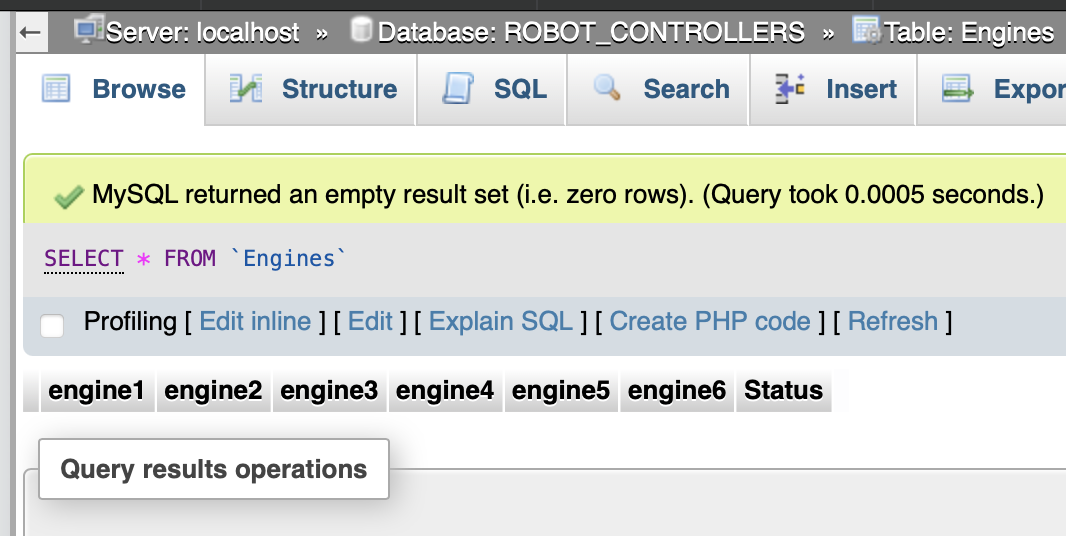 ← Server: localhost » Database: ROBOT_CONTROLLERS » Table: Engines
Browse Structure SQL Search Insert Expor
MySQL returned an empty result set (i.e. zero rows). (Query took 0.0005 seconds.)
SELECT * FROM `Engines`
Profiling [ Edit inline ] [ Edit ] [ Explain SQL ] [ Create PHP code ] [ Refresh ]
engine1 engine2 engine3 engine4 engine5 engine6 Status
Query results operations